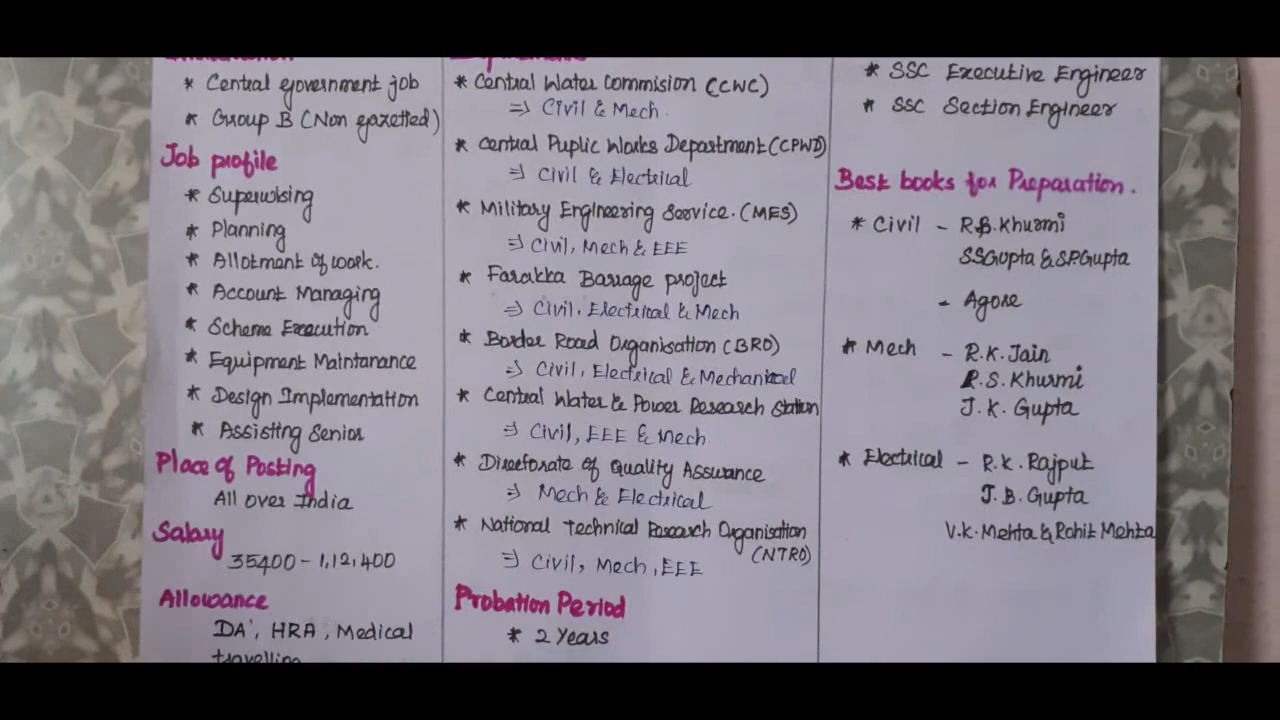 * Central government job
* Group B (Non gazetted)
Job profile
* Supervising
* Planning
* Allotment of work.
* Account Managing
* Scheme Execution
* Equipment Maintanance
* Design Implementation
* Assisting Senior
Place of Posting
All over India
Salary
35400 - 1,12,400
Allowance
DA, HRA, Medical
travelling
* Central Water Commision (CWC)
⇒ Civil & Mech.
* Central Puplic Works Department (CPWD)
⇒ Civil & Electrical
* Military Engineering Service. (MES)
⇒ Civil, Mech & EEE
* Farakka Barrage project
⇒ Civil, Electrical & Mech
* Border Road Organisation (BRO)
⇒ Civil, Electrical & Mechanical
* Central Water & Power Research Station
⇒ Civil, EEE & Mech.
* Directorate of Quality Assurance
⇒ Mech & Electrical
* National Technical Research Organisation
(NTRO)
⇒ Civil, Mech, EEE
Probation Period
* 2 Years
* SSC Executive Engineer
* SSC Section Engineer
Best books for Preparation.
* Civil - R.S. Khurmi
SSGupta & SPGupta
- Agore
* Mech - R.K. Jain
R.S. Khurmi
J.K. Gupta
* Electrical - R.K. Rajput
J.B. Gupta
V.K. Mehta & Rohit Mehta